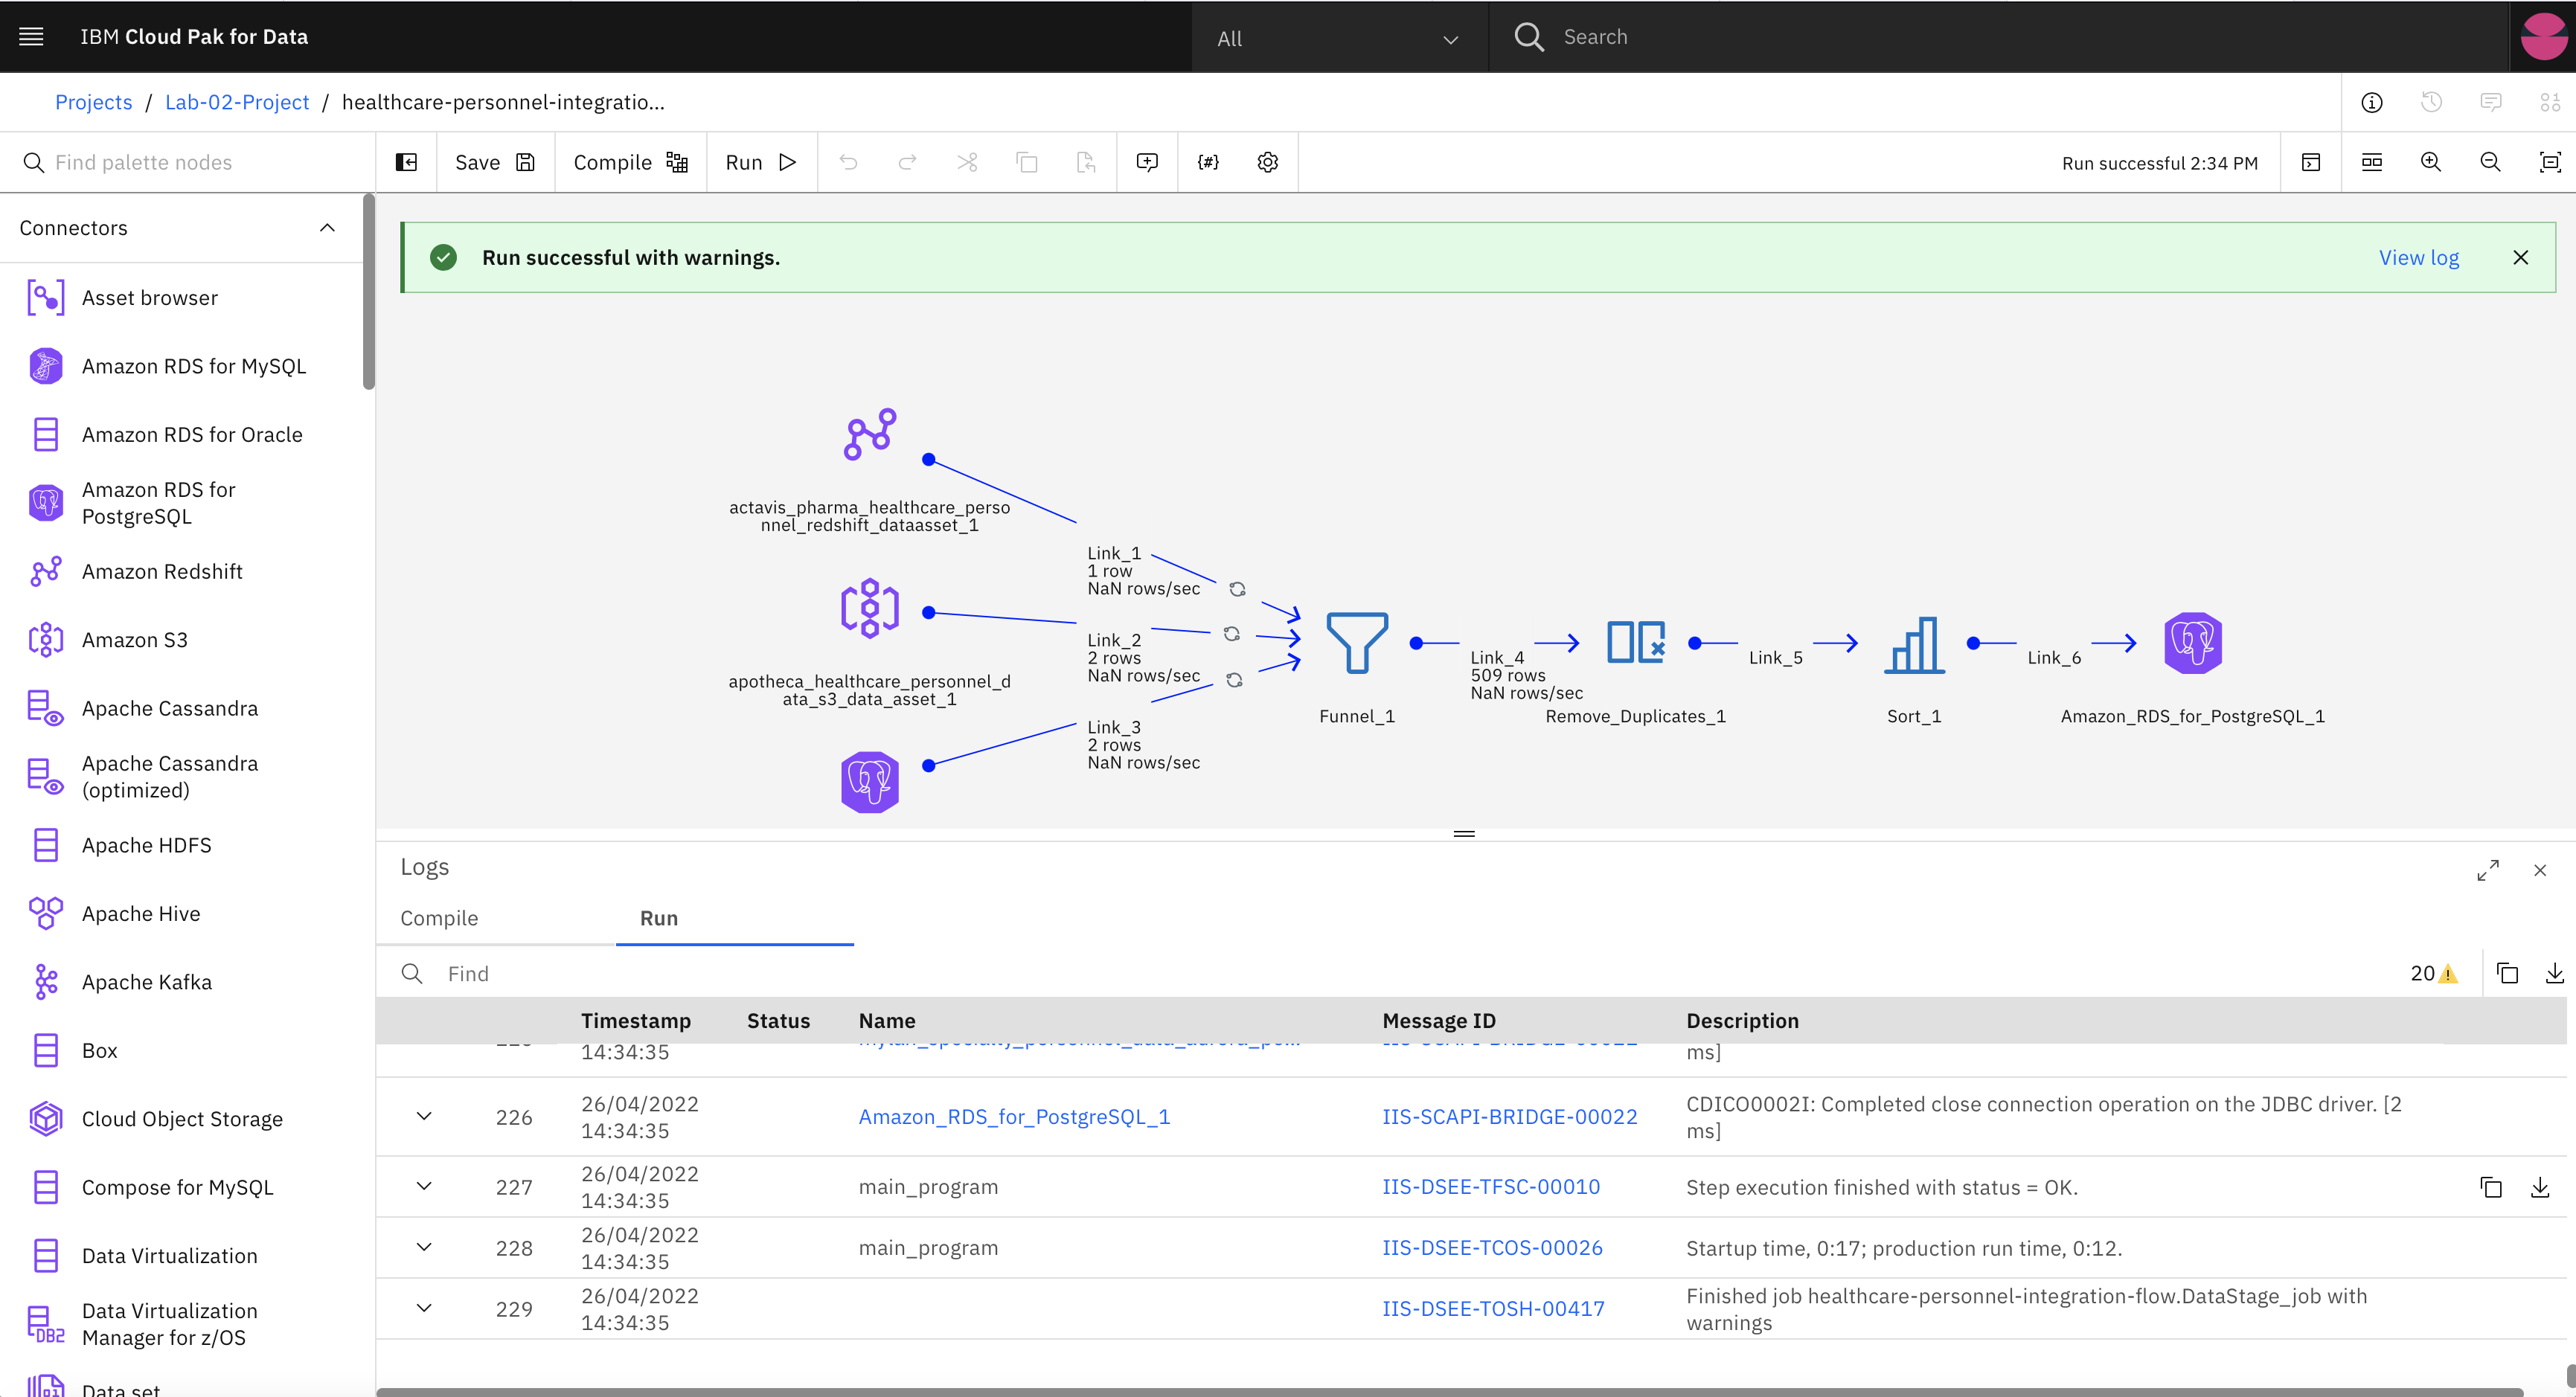 IBM Cloud Pak for Data
All
Search
Projects / Lab-02-Project / healthcare-personnel-integratio...
Find palette nodes
Save
Compile
Run
Run successful 2:34 PM
Connectors
Asset browser
Amazon RDS for MySQL
Amazon RDS for Oracle
Amazon RDS for
PostgreSQL
Amazon Redshift
Amazon S3
Apache Cassandra
Apache Cassandra
(optimized)
Apache HDFS
Apache Hive
Apache Kafka
Box
Cloud Object Storage
Compose for MySQL
Data Virtualization
DB2
Data Virtualization
Manager for z/OS
Data set
Run successful with warnings.
View log
actavis_pharma_healthcare_perso
nnel_redshift_dataasset_1
Link_1
1 row
NaN rows/sec
apotheca_healthcare_personnel_d
ata_s3_data_asset_1
Link_2
2 rows
NaN rows/sec
Link_3
2 rows
NaN rows/sec
Funnel_1
Link_4
509 rows
NaN rows/sec
Remove_Duplicates_1
Link_5
Sort_1
Link_6
Amazon_RDS_for_PostgreSQL_1
Logs
Compile
Run
Find
20
Timestamp Status Name Message ID Description
14:34:35 ms]
226 26/04/2022
14:34:35 Amazon_RDS_for_PostgreSQL_1 IIS-SCAPI-BRIDGE-00022 CDICO0002I: Completed close connection operation on the JDBC driver. [2
ms]
227 26/04/2022
14:34:35 main_program IIS-DSEE-TFSC-00010 Step execution finished with status = OK.
228 26/04/2022
14:34:35 main_program IIS-DSEE-TCOS-00026 Startup time, 0:17; production run time, 0:12.
229 26/04/2022
14:34:35 IIS-DSEE-TOSH-00417 Finished job healthcare-personnel-integration-flow.DataStage_job with
warnings